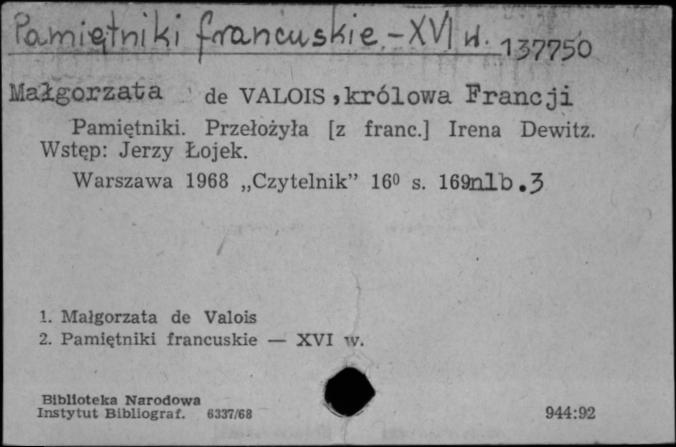 Pamiętniki francuskie.-XVI w. 137750
Małgorzata de VALOIS,królowa Francji
Pamiętniki. Przełożyła [z franc.] Irena Dewitz.
Wstęp: Jerzy Łojek.
Warszawa 1968 „Czytelnik” 16⁰ s. 169nlb.3
1. Małgorzata de Valois
2. Pamiętniki francuskie — XVI w.
Biblioteka Narodowa
Instytut Bibliograf. 6337/68 944:92